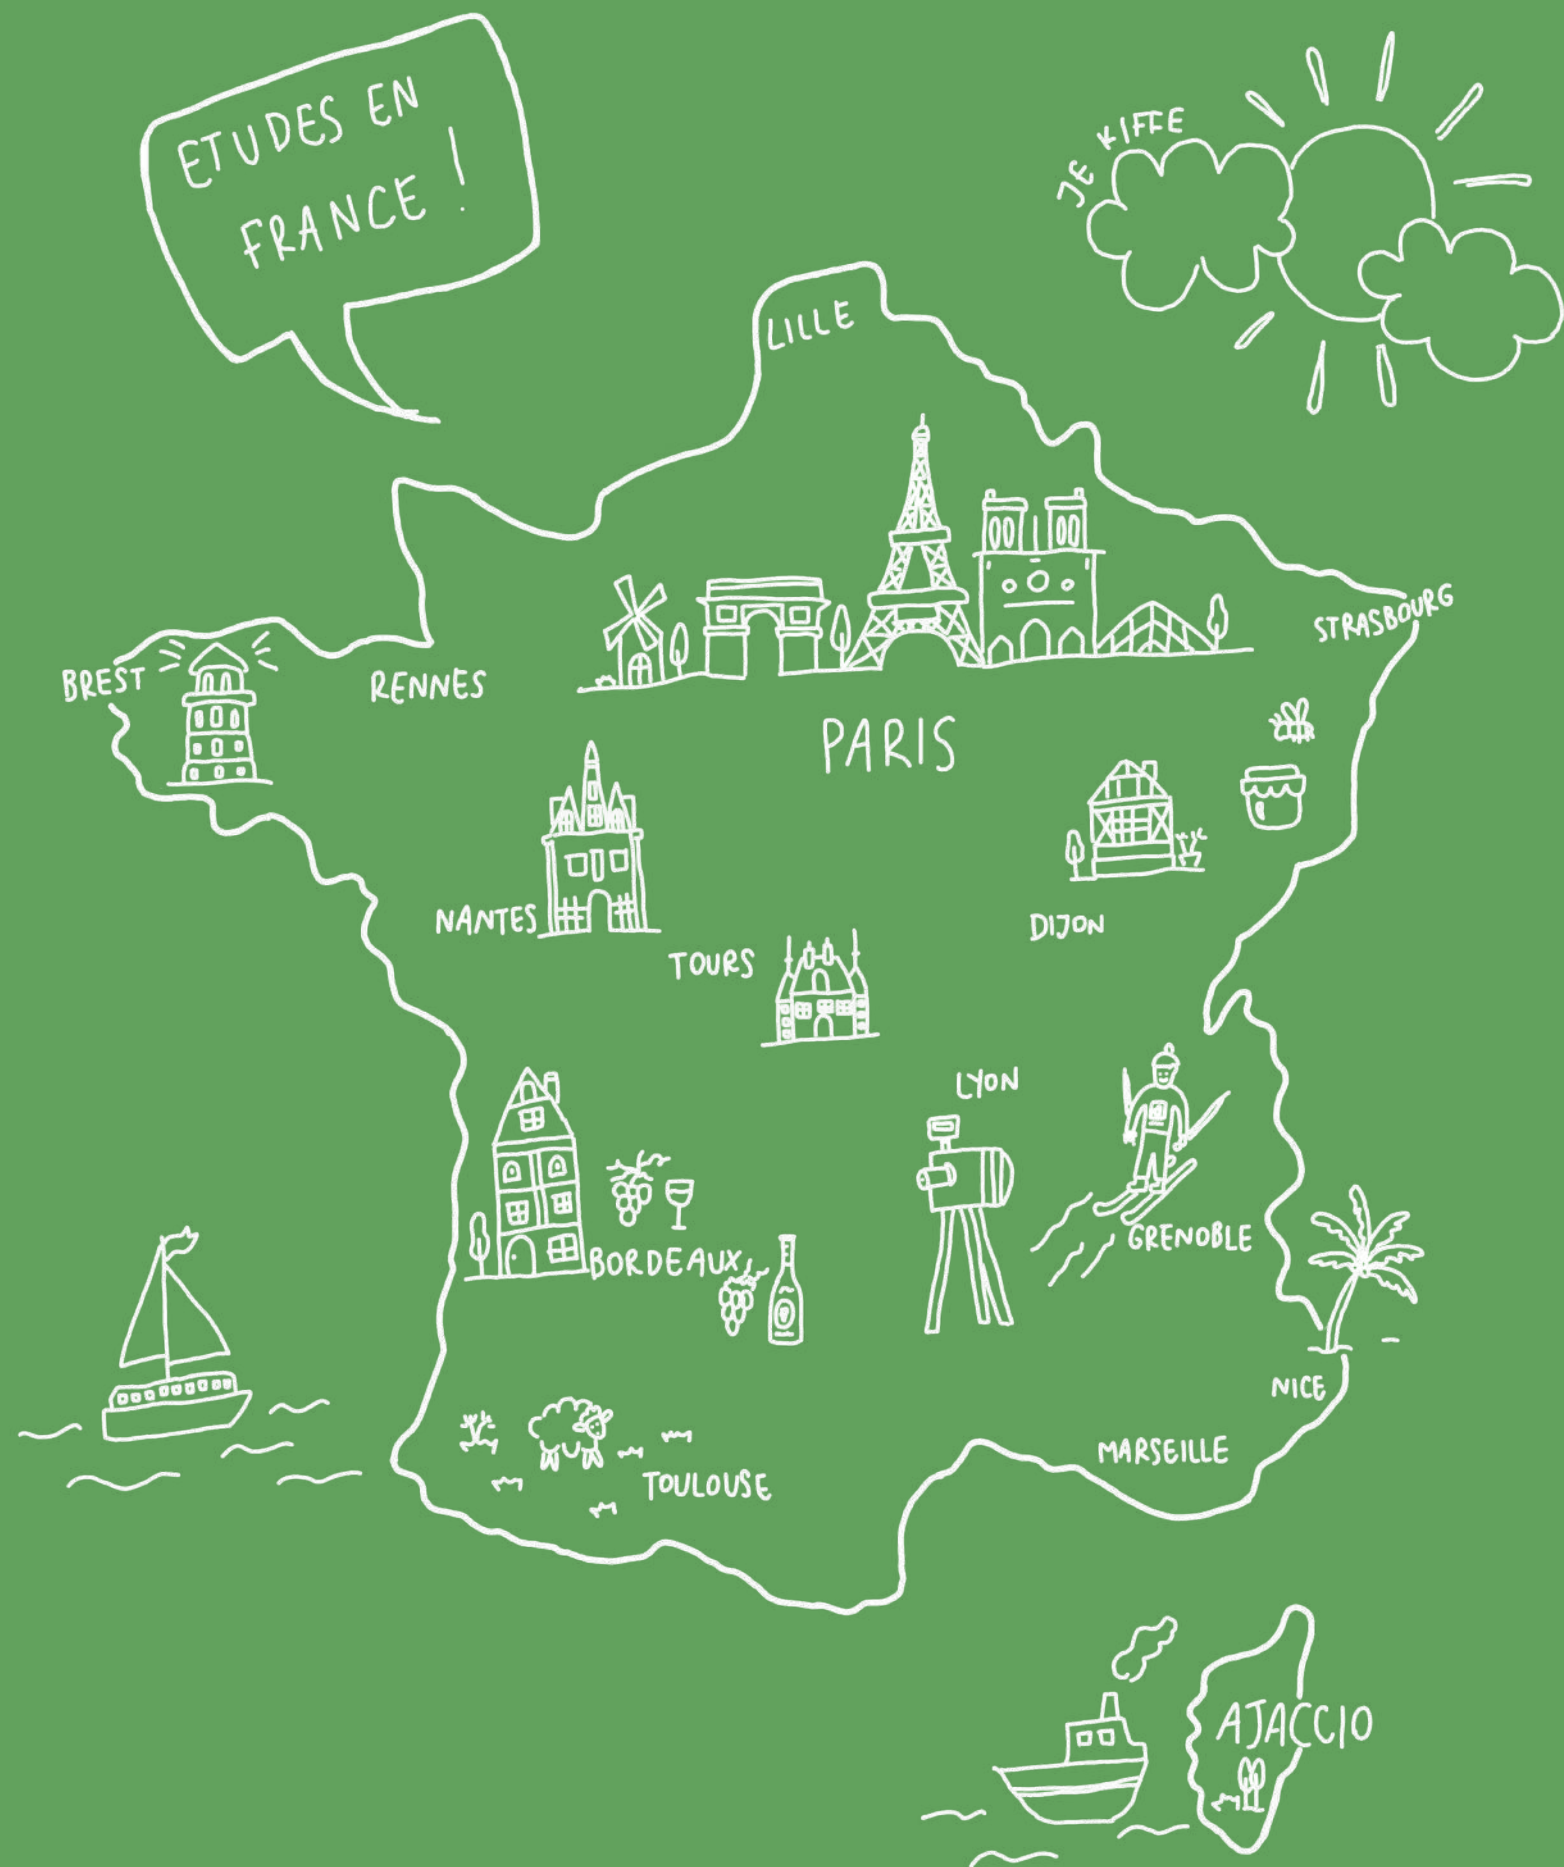 ETUDES EN
FRANCE !
JE KIFFE
LILLE
STRASBOURG
BREST
RENNES
PARIS
NANTES
DIJON
TOURS
LYON
GRENOBLE
BORDEAUX
NICE
MARSEILLE
TOULOUSE
AJACCIO